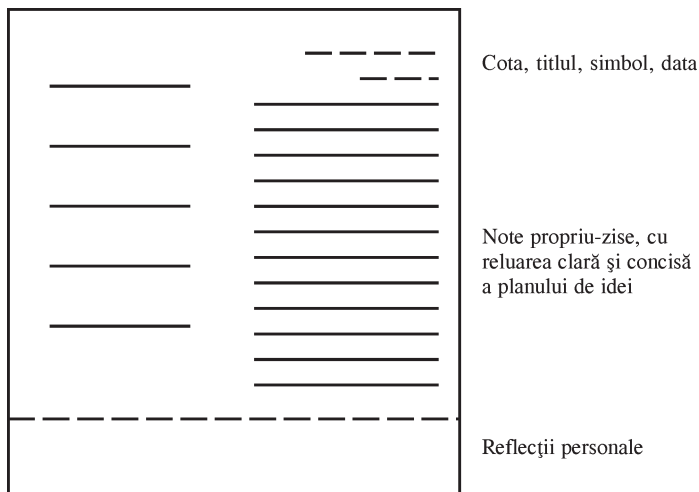 Cota, titlul, simbol, data
Note propriu-zise, cu
reluarea clară şi concisă
a planului de idei
Reflecţii personale